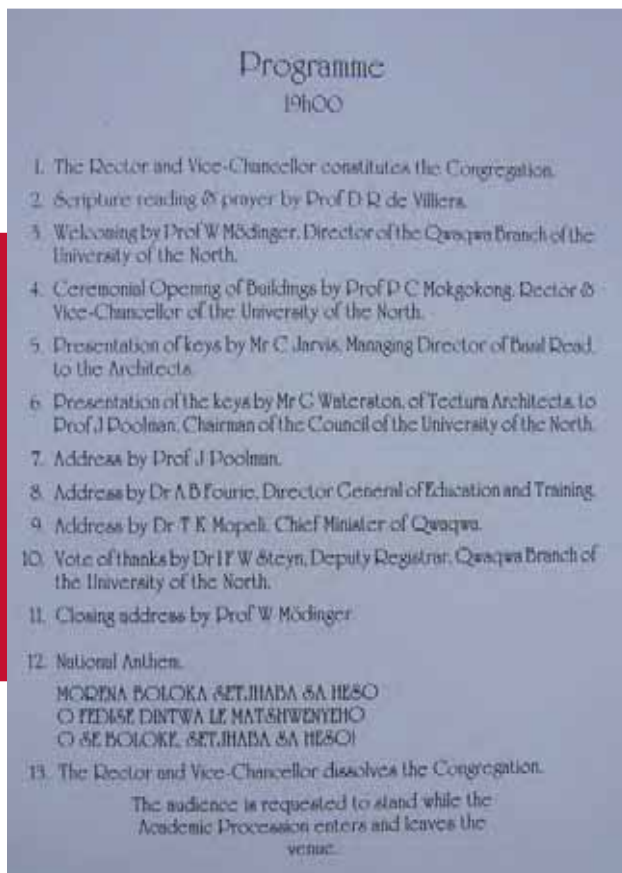 Programme
19h00
1. The Rector and Vice-Chancellor constitutes the Congregation.
2. Scripture reading & prayer by Prof D R de Villiers.
3. Welcoming by Prof W Mödinger, Director of the Qwaqwa Branch of the
University of the North.
4. Ceremonial Opening of Buildings by Prof P C Mokgokong, Rector &
Vice-Chancellor of the University of the North.
5. Presentation of keys by Mr C Jarvis, Managing Director of Basil Read,
to the Architects.
6. Presentation of the keys by Mr G Waterston, of Tectura Architects, to
Prof J Poolman, Chairman of the Council of the University of the North.
7. Address by Prof J Poolman.
8. Address by Dr A B Fourie, Director General of Education and Training.
9. Address by Dr T K Mopeli, Chief Minister of Qwaqwa.
10. Vote of thanks by Dr W Steyn, Deputy Registrar, Qwaqwa Branch of
the University of the North.
11. Closing address by Prof W Mödinger.
12. National Anthem.
MORENA BOLOKA SETJHABA SA HESO
O FEDISE DINTWA LE MATSHWENYEHO
O SE BOLOKE, SETJHABA SA HESO!
13. The Rector and Vice-Chancellor dissolves the Congregation.
The audience is requested to stand while the
Academic Procession enters and leaves the
venue.